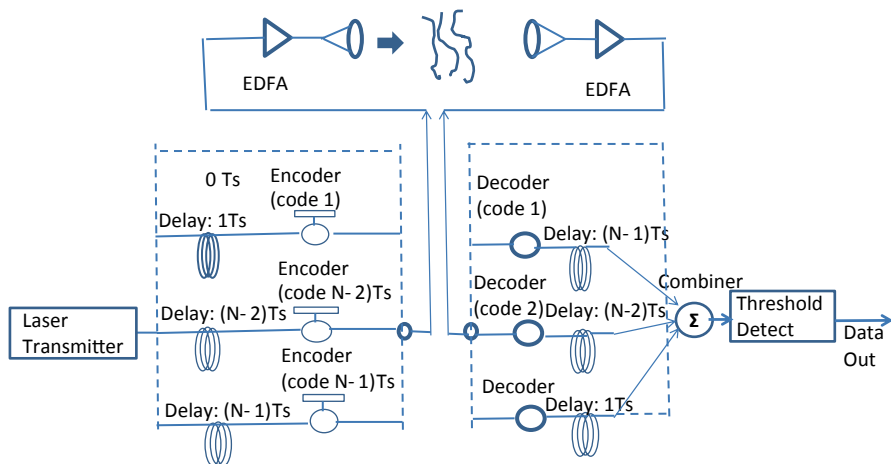 EDFA
EDFA
0 Ts
Encoder
(code 1)
Delay: 1Ts
Decoder
(code 1)
Delay: (N-1)Ts
Encoder
(code N-2)Ts
Delay: (N-2)Ts
Decoder
(code 2)
Delay: (N-2)Ts
Combiner
Σ
Laser
Transmitter
Threshold
Detect
Data
Out
Encoder
(code N-1)Ts
Delay: (N-1)Ts
Decoder
Delay: 1Ts